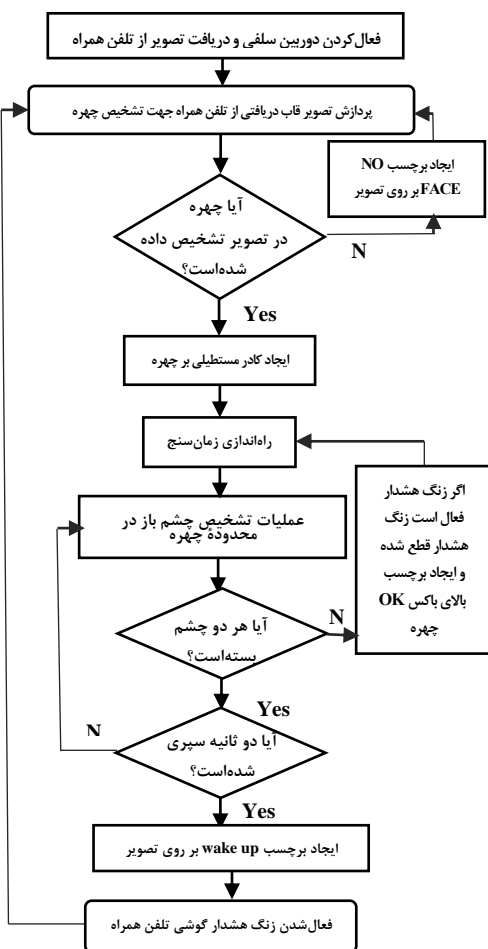 فعال‌کردن دوربین سلفی و دریافت تصویر از تلفن همراه
پردازش تصویر قاب دریافتی از تلفن همراه جهت تشخیص چهره
ایجاد برچسب NO
FACE بر روی تصویر
آیا چهره
در تصویر تشخیص داده
شده‌است؟
N
Yes
ایجاد کادر مستطیلی بر چهره
راه‌اندازی زمان‌سنج
اگر زنگ هشدار
فعال است زنگ
هشدار قطع شده
و ایجاد برچسب
OK بالای باکس
چهره
عملیات تشخیص چشم باز در
محدودهٔ چهره
آیا هر دو چشم
بسته‌است؟
N
Yes
آیا دو ثانیه سپری
شده‌است؟
N
Yes
ایجاد برچسب wake up بر روی تصویر
فعال‌شدن زنگ هشدار گوشی تلفن همراه